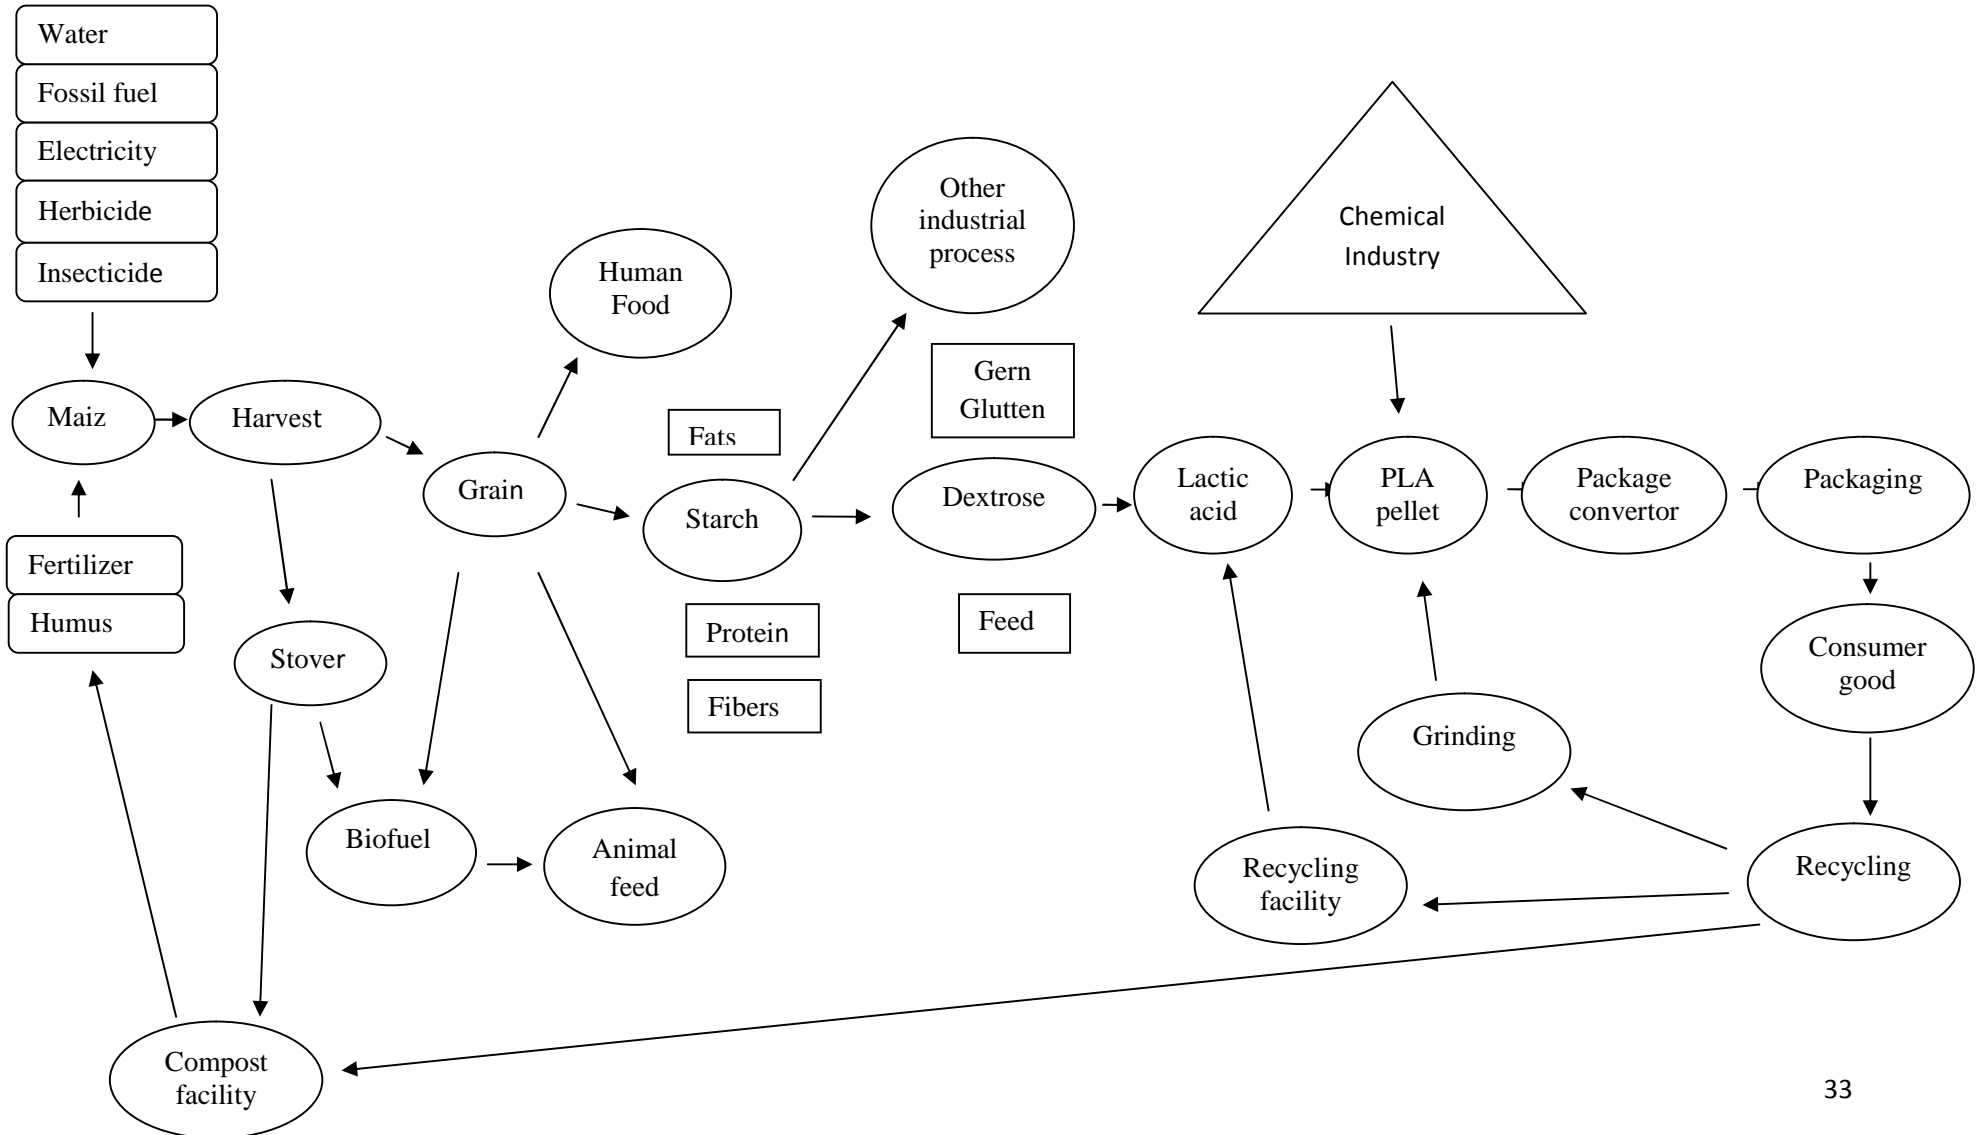 Water
Fossil fuel
Electricity
Herbicide
Insecticide
Maiz
Harvest
Fertilizer
Humus
Stover
Grain
Human
Food
Biofuel
Animal
feed
Compost
facility
Fats
Starch
Protein
Fibers
Other
industrial
process
Gern
Glutten
Dextrose
Feed
Lactic
acid
Chemical
Industry
PLA
pellet
Package
convertor
Packaging
Consumer
good
Grinding
Recycling
facility
Recycling
33